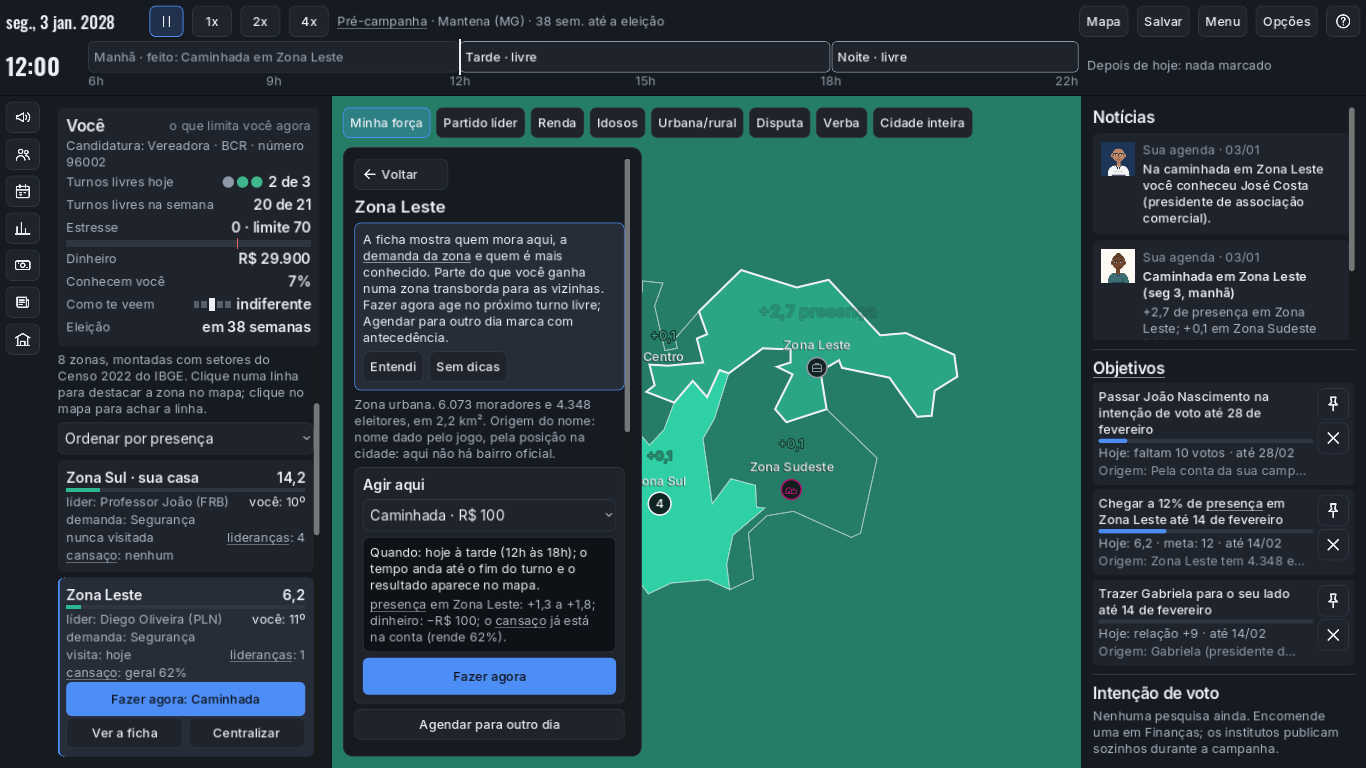 seg., 3 jan. 2028
1x
2x
4x
Pré-campanha · Mantena (MG) · 38 sem. até a eleição
Mapa
Salvar
Menu
Opções
12:00
Manhã · feito: Caminhada em Zona Leste
Tarde · livre
Noite · livre
Depois de hoje: nada marcado
6h
9h
12h
15h
18h
22h
Você
o que limita você agora
Candidatura: Vereadora · BCR · número
96002
Turnos livres hoje
2 de 3
Turnos livres na semana
20 de 21
Estresse
0 · limite 70
Dinheiro
R$ 29.900
Conhecem você
7%
Como te veem
indiferente
Eleição
em 38 semanas
8 zonas, montadas com setores do
Censo 2022 do IBGE. Clique numa linha
para destacar a zona no mapa; clique no
mapa para achar a linha.
Ordenar por presença
Zona Sul · sua casa
14,2
líder: Professor João (FRB)
você: 10º
demanda: Segurança
nunca visitada
lideranças: 4
cansaço: nenhum
Zona Leste
6,2
líder: Diego Oliveira (PLN)
você: 11º
demanda: Segurança
visita: hoje
lideranças: 1
cansaço: geral 62%
Fazer agora: Caminhada
Ver a ficha
Centralizar
Minha força
Partido líder
Renda
Idosos
Urbana/rural
Disputa
Verba
Cidade inteira
Voltar
Zona Leste
A ficha mostra quem mora aqui, a
demanda da zona e quem é mais
conhecido. Parte do que você ganha
numa zona transborda para as vizinhas.
Fazer agora age no próximo turno livre;
Agendar para outro dia marca com
antecedência.
Entendi
Sem dicas
Zona urbana. 6.073 moradores e 4.348
eleitores, em 2,2 km². Origem do nome:
nome dado pelo jogo, pela posição na
cidade: aqui não há bairro oficial.
Agir aqui
Caminhada · R$ 100
Quando: hoje à tarde (12h às 18h); o
tempo anda até o fim do turno e o
resultado aparece no mapa.
presença em Zona Leste: +1,3 a +1,8;
dinheiro: −R$ 100; o cansaço já está
na conta (rende 62%).
Fazer agora
Agendar para outro dia
+2,7 presença
+0,1
Centro
Zona Leste
+0,1
Zona Sudeste
+0,1
ona Sul
4
Notícias
Sua agenda · 03/01
Na caminhada em Zona Leste
você conheceu José Costa
(presidente de associação
comercial).
Sua agenda · 03/01
Caminhada em Zona Leste
(seg 3, manhã)
+2,7 de presença em Zona
Leste; +0,1 em Zona Sudeste
Objetivos
Passar João Nascimento na
intenção de voto até 28 de
fevereiro
Hoje: faltam 10 votos · até 28/02
Origem: Pela conta da sua camp...
Chegar a 12% de presença em
Zona Leste até 14 de fevereiro
Hoje: 6,2 · meta: 12 · até 14/02
Origem: Zona Leste tem 4.348 e...
Trazer Gabriela para o seu lado
até 14 de fevereiro
Hoje: relação +9 · até 14/02
Origem: Gabriela (presidente d...
Intenção de voto
Nenhuma pesquisa ainda. Encomende
uma em Finanças; os institutos publicam
sozinhos durante a campanha.